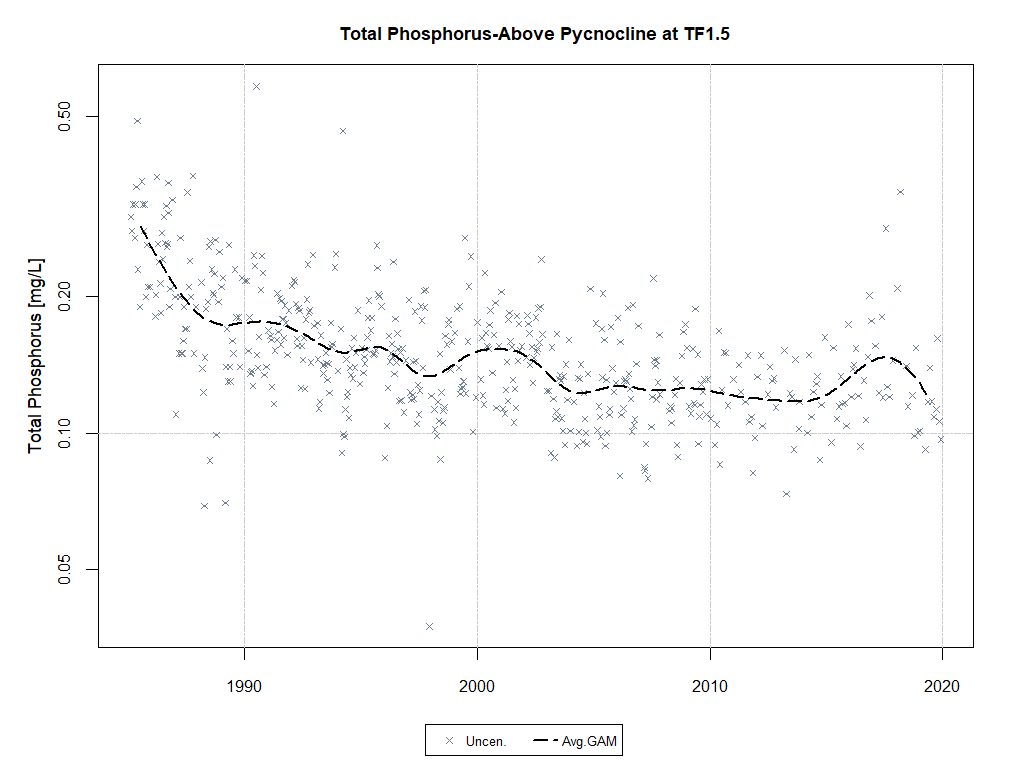 Total Phosphorus-Above Pycnocline at TF1.5
Total Phosphorus [mg/L]
0.50
0.20
0.10
0.05
1990 2000 2010 2020
Uncen. Avg.GAM